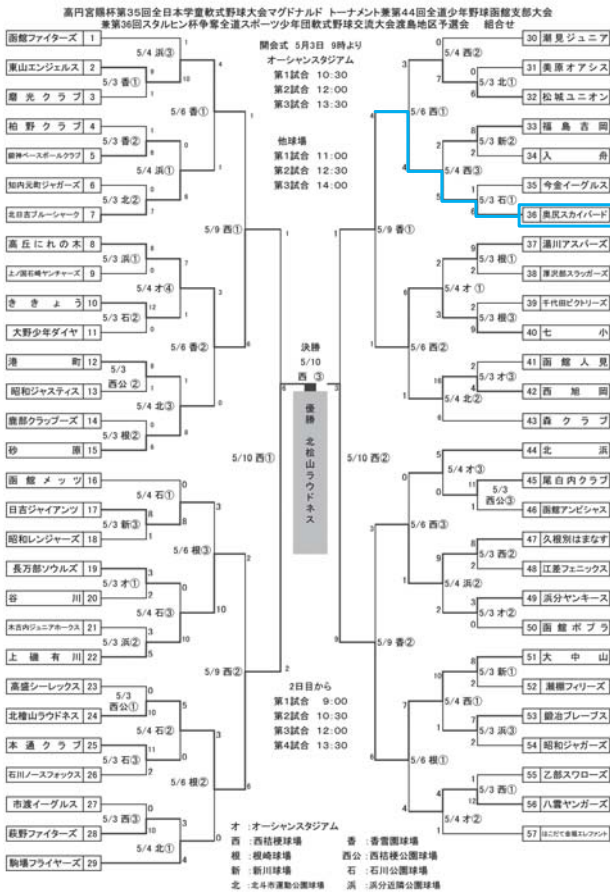 高円宮賜杯第35回全日本学童軟式野球大会マクドナルド トーナメント兼第44回全道少年野球函館支部大会
兼第36回スタルヒン杯争奪全道スポーツ少年団軟式野球交流大会渡島地区予選会 組合せ
開会式 5月3日 9時より
オーシャンスタジアム
第1試合 10:30
第2試合 12:00
第3試合 13:30
他球場
第1試合 11:00
第2試合 12:30
第3試合 14:00
函館ファイターズ 1
東山エンジェルス 2
磨光クラブ 3
柏野クラブ 4
銀神ベースボールクラブ 5
知内元町ジャガーズ 6
北日吉ブルーシャーク 7
高丘にれの木 8
上ノ国石崎ヤンチャーズ 9
ききょう 10
大野少年ダイヤ 11
港町 12
昭和ジャスティス 13
鹿部クラップーズ 14
砂原 15
函館メッツ 16
日吉ジャイアンツ 17
昭和レンジャーズ 18
長万部ソウルズ 19
谷川 20
木古内ジュニアホークス 21
上磯有川 22
高盛シーレックス 23
北檜山ラウドネス 24
本通クラブ 25
石川ノースフォックス 26
市渡イーグルス 27
萩野ファイターズ 28
駒場フライヤーズ 29
5/3 香①
5/3 香②
5/3 北②
5/3 浜①
5/3 石②
5/3 西公②
5/3 根②
5/3 新③
5/3 オ①
5/3 浜②
5/3 西公①
5/3 石③
5/3 西③
5/4 浜③
5/4 浜①
5/4 オ④
5/4 北③
5/4 石①
5/4 石③
5/4 石②
5/4 北①
5/6 香①
5/6 香②
5/6 根③
5/6 根②
5/9 西①
5/9 西②
5/10 西①
決勝
5/10
西 ③
6 3
優勝 北桧山ラウドネス
30 潮見ジュニア
31 美原オアシス
32 松城ユニオン
33 福島吉岡
34 入舟
35 今金イーグルス
36 奥尻スカイバード
37 湯川アスパーズ
38 厚沢部スラッガーズ
39 千代田ビクトリーズ
40 七小
41 函館人見
42 西旭岡
43 森クラブ
44 北浜
45 尾白内クラブ
46 函館アンビシャス
47 久根別はまなす
48 江差フェニックス
49 浜分ヤンキース
50 函館ポプラ
51 大中山
52 瀬棚フィリーズ
53 鍛冶ブレーブス
54 昭和ジャガーズ
55 乙部スワローズ
56 八雲ヤンガーズ
57 はこだて金堀エレファント
5/3 北①
5/3 新②
5/3 石①
5/3 根①
5/3 根③
5/3 オ③
5/3 西公③
5/3 西②
5/3 オ②
5/3 新①
5/3 浜③
5/3 西①
5/4 西②
5/4 西③
5/4 オ①
5/4 北②
5/4 オ③
5/4 浜②
5/4 西①
5/4 オ②
5/6 西①
5/6 西②
5/6 西③
5/6 根①
5/9 香①
5/9 香②
5/10 西②
2日目から
第1試合 9:00
第2試合 10:30
第3試合 12:00
第4試合 13:30
オ :オーシャンスタジアム
西 :西桔梗球場 香 :香雪園球場
根 :根崎球場 西公 :西桔梗公園球場
新 :新川球場 石 :石川公園球場
北 :北斗市運動公園球場 浜 :浜分近隣公園球場